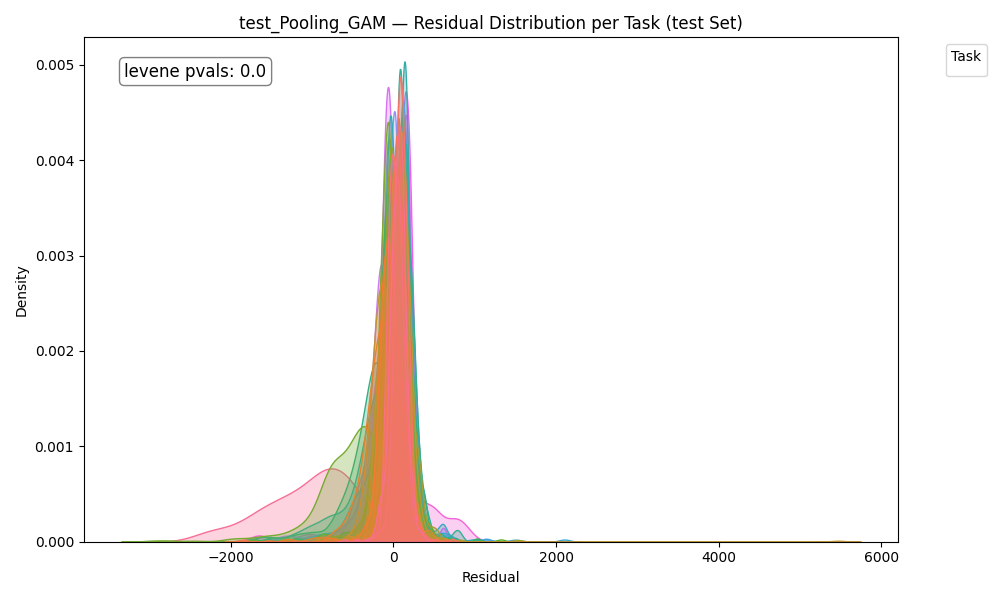 test_Pooling_GAM — Residual Distribution per Task (test Set)
levene pvals: 0.0
Task
Density
0.005
0.004
0.003
0.002
0.001
0.000
−2000
0
2000
4000
6000
Residual